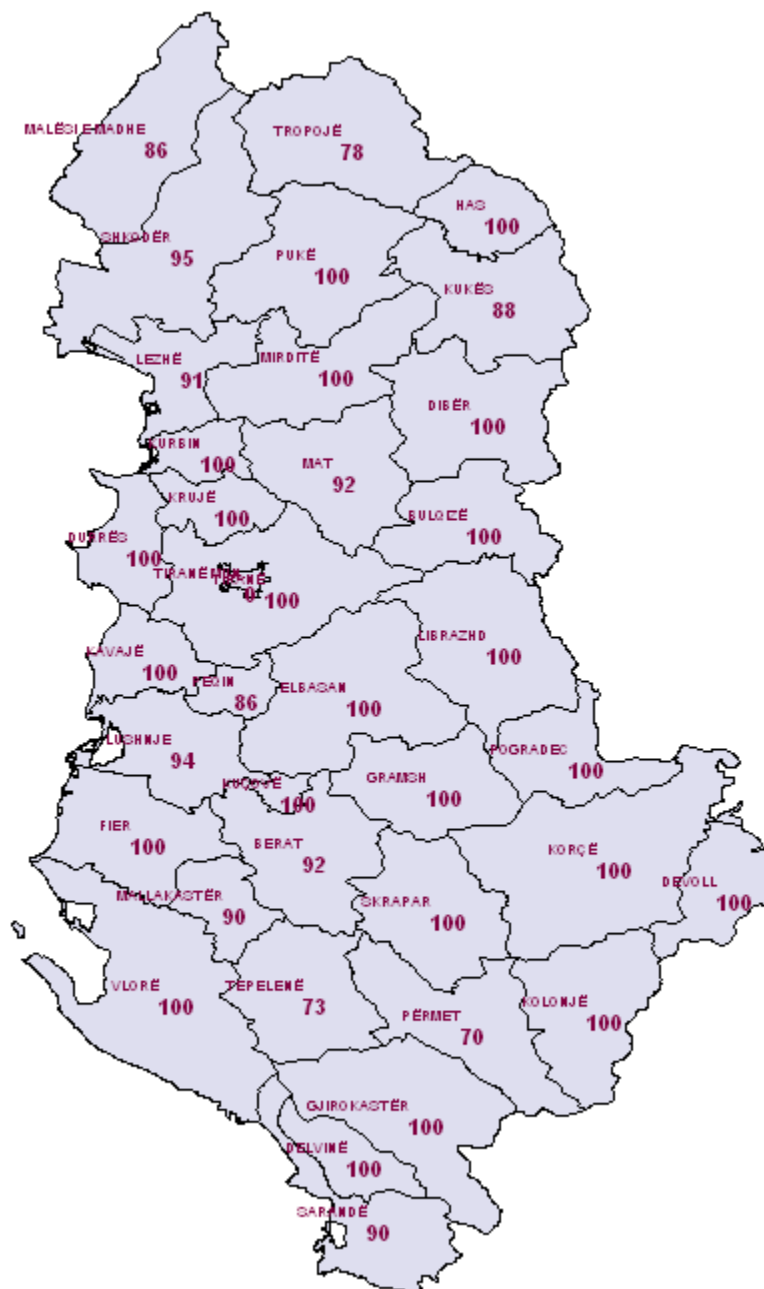 MALËSI E MADHE
86
TROPOJË
78
HAS
100
SHKODËR
95
PUKË
100
KUKËS
88
LEZHË
91
MIRDITË
100
DIBËR
100
KURBIN
100
MAT
92
KRUJË
100
BULQIZË
100
DURRËS
100
TIRANË MUN
0
TIRANË
100
LIBRAZHD
100
KAVAJË
100
PEQIN
86
ELBASAN
100
LUSHNJE
94
POGRADEC
100
KUÇOVË
100
GRAMSH
100
FIER
100
BERAT
92
KORÇË
100
DEVOLL
100
MALLAKASTËR
90
SKRAPAR
100
VLORË
100
TEPELENË
73
PËRMET
70
KOLONJË
100
GJIROKASTËR
100
DELVINË
100
SARANDË
90